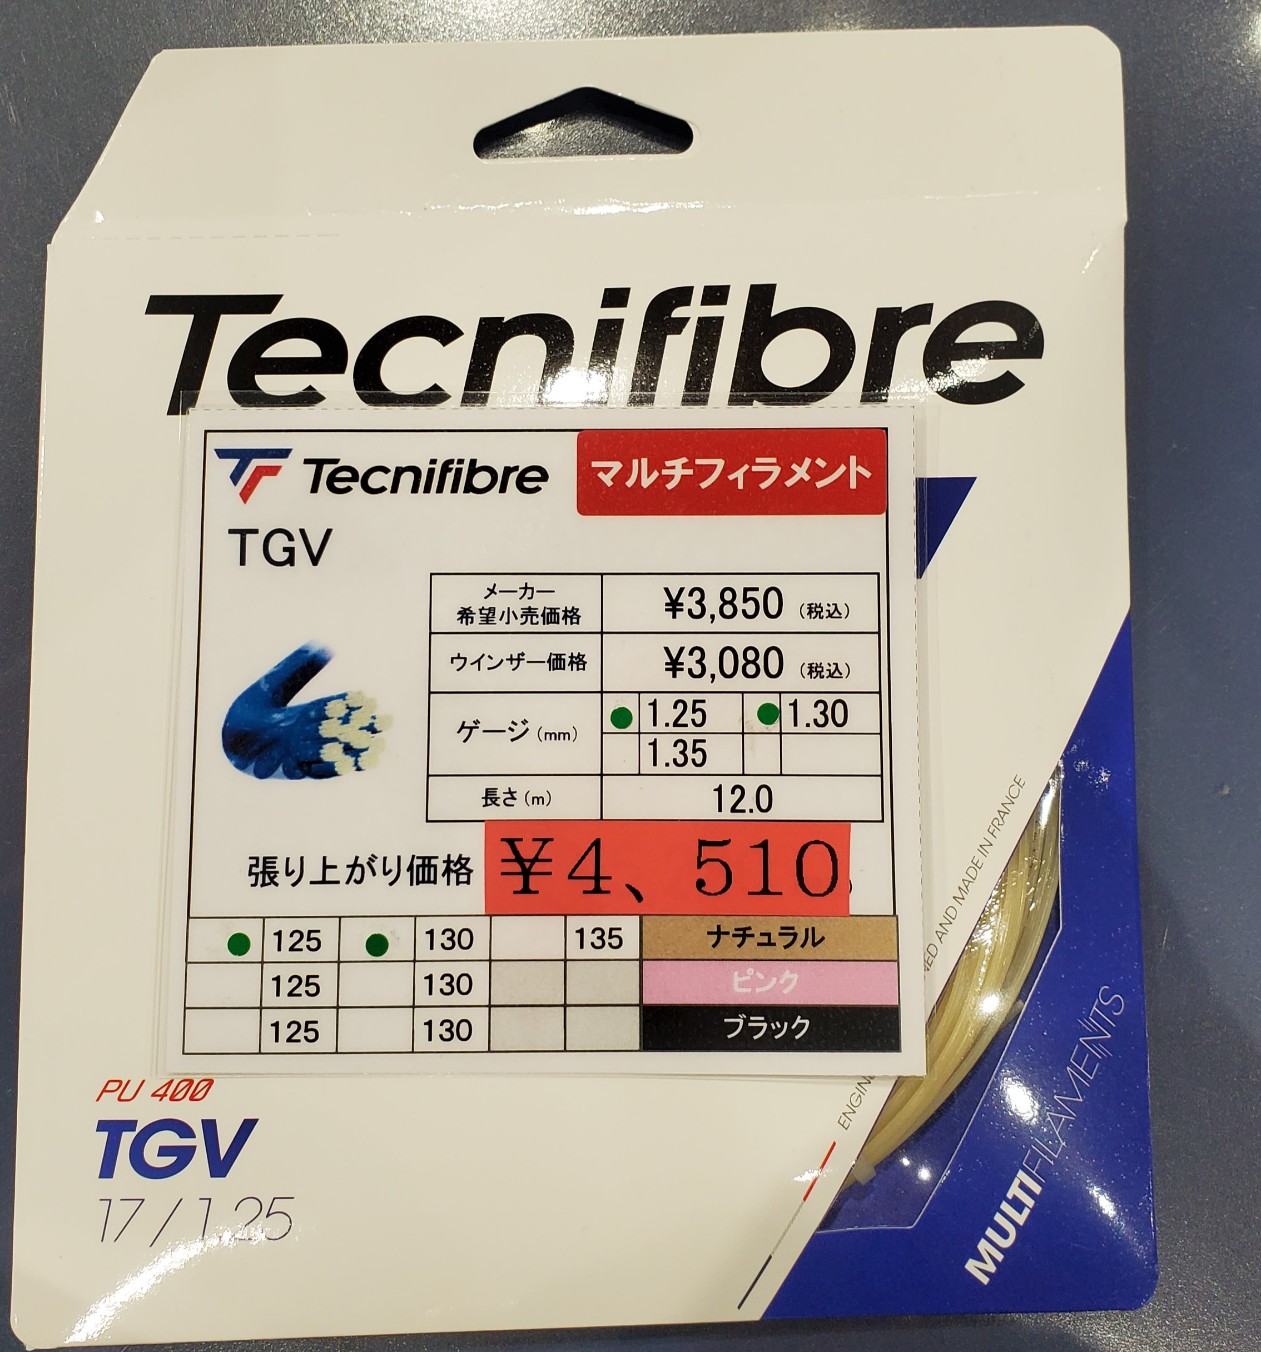 Tecnifibre
Tecnifibre マルチフィラメント
TGV
メーカー
希望小売価格 ¥3,850 (税込)
ウインザー価格 ¥3,080 (税込)
ゲージ(mm) 1.25 1.30
1.35
長さ(m) 12.0
張り上がり価格 ¥4、510
125 130 135 ナチュラル
125 130 ピンク
125 130 ブラック
PU 400
TGV
17 / 1.25
AND MADE IN FRANCE
MULTIFILAMENTS